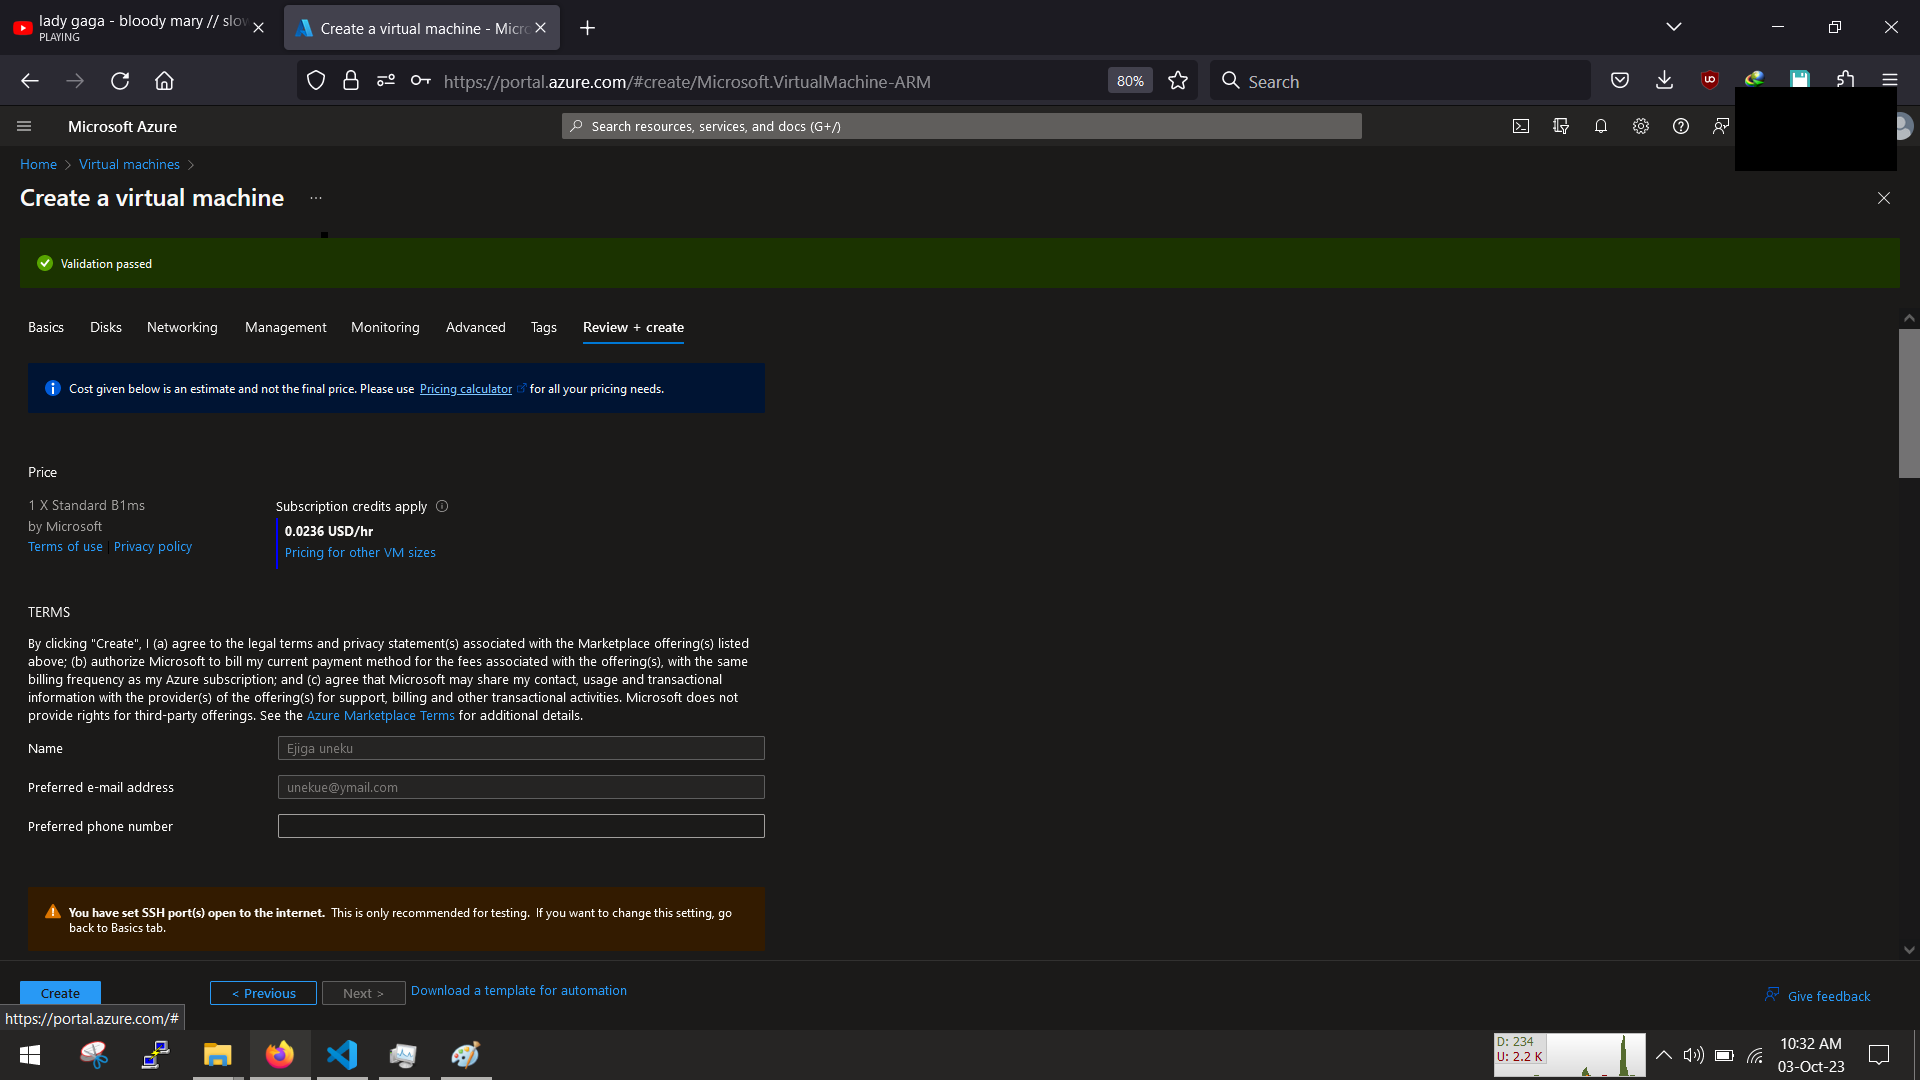 lady gaga - bloody mary // slow
PLAYING
Create a virtual machine - Micro
https://portal.azure.com/#create/Microsoft.VirtualMachine-ARM
80%
Search
Microsoft Azure
Search resources, services, and docs (G+/)
Home
Virtual machines
Create a virtual machine
...
Validation passed
Basics
Disks
Networking
Management
Monitoring
Advanced
Tags
Review + create
Cost given below is an estimate and not the final price. Please use Pricing calculator for all your pricing needs.
Price
1 X Standard B1ms
by Microsoft
Terms of use | Privacy policy
Subscription credits apply
0.0236 USD/hr
Pricing for other VM sizes
TERMS
By clicking "Create", I (a) agree to the legal terms and privacy statement(s) associated with the Marketplace offering(s) listed
above; (b) authorize Microsoft to bill my current payment method for the fees associated with the offering(s), with the same
billing frequency as my Azure subscription; and (c) agree that Microsoft may share my contact, usage and transactional
information with the provider(s) of the offering(s) for support, billing and other transactional activities. Microsoft does not
provide rights for third-party offerings. See the Azure Marketplace Terms for additional details.
Name
Ejiga uneku
Preferred e-mail address
unekue@ymail.com
Preferred phone number
You have set SSH port(s) open to the internet. This is only recommended for testing. If you want to change this setting, go
back to Basics tab.
Create
< Previous
Next >
Download a template for automation
Give feedback
https://portal.azure.com/#
D: 234
U: 2.2 K
10:32 AM
03-Oct-23